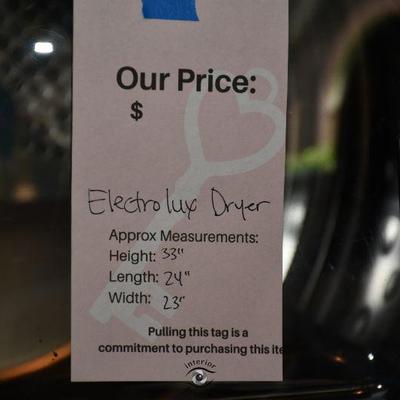 Our Price:
$
Electrolux Dryer
Approx Measurements:
Height: 33"
Length: 24"
Width: 23"
Pulling this tag is a
commitment to purchasing this ite
interior